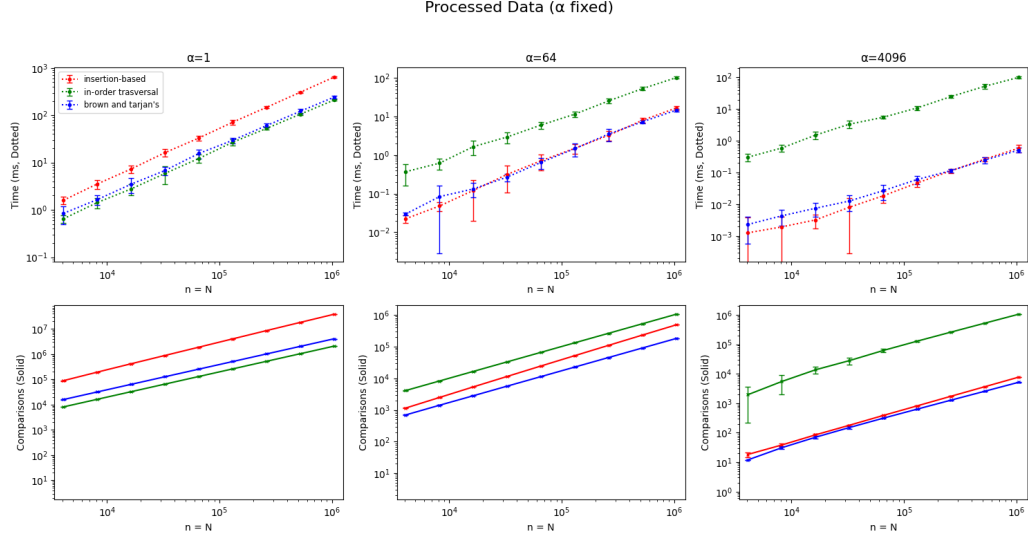 Processed Data (α fixed)
α=1
α=64
α=4096
10³
10²
10¹
10⁰
10⁻¹
Time (ms, Dotted)
insertion-based
in-order trasversal
brown and tarjan's
10⁴
10⁵
10⁶
n = N
10²
10¹
10⁰
10⁻¹
10⁻²
Time (ms, Dotted)
10⁴
10⁵
10⁶
n = N
10²
10¹
10⁰
10⁻¹
10⁻²
10⁻³
Time (ms, Dotted)
10⁴
10⁵
10⁶
n = N
10⁷
10⁶
10⁵
10⁴
10³
10²
10¹
10⁰
Comparisons (Solid)
10⁴
10⁵
10⁶
n = N
10⁶
10⁵
10⁴
10³
10²
10¹
Comparisons (Solid)
10⁴
10⁵
10⁶
n = N
10⁶
10⁵
10⁴
10³
10²
10¹
10⁰
Comparisons (Solid)
10⁴
10⁵
10⁶
n = N